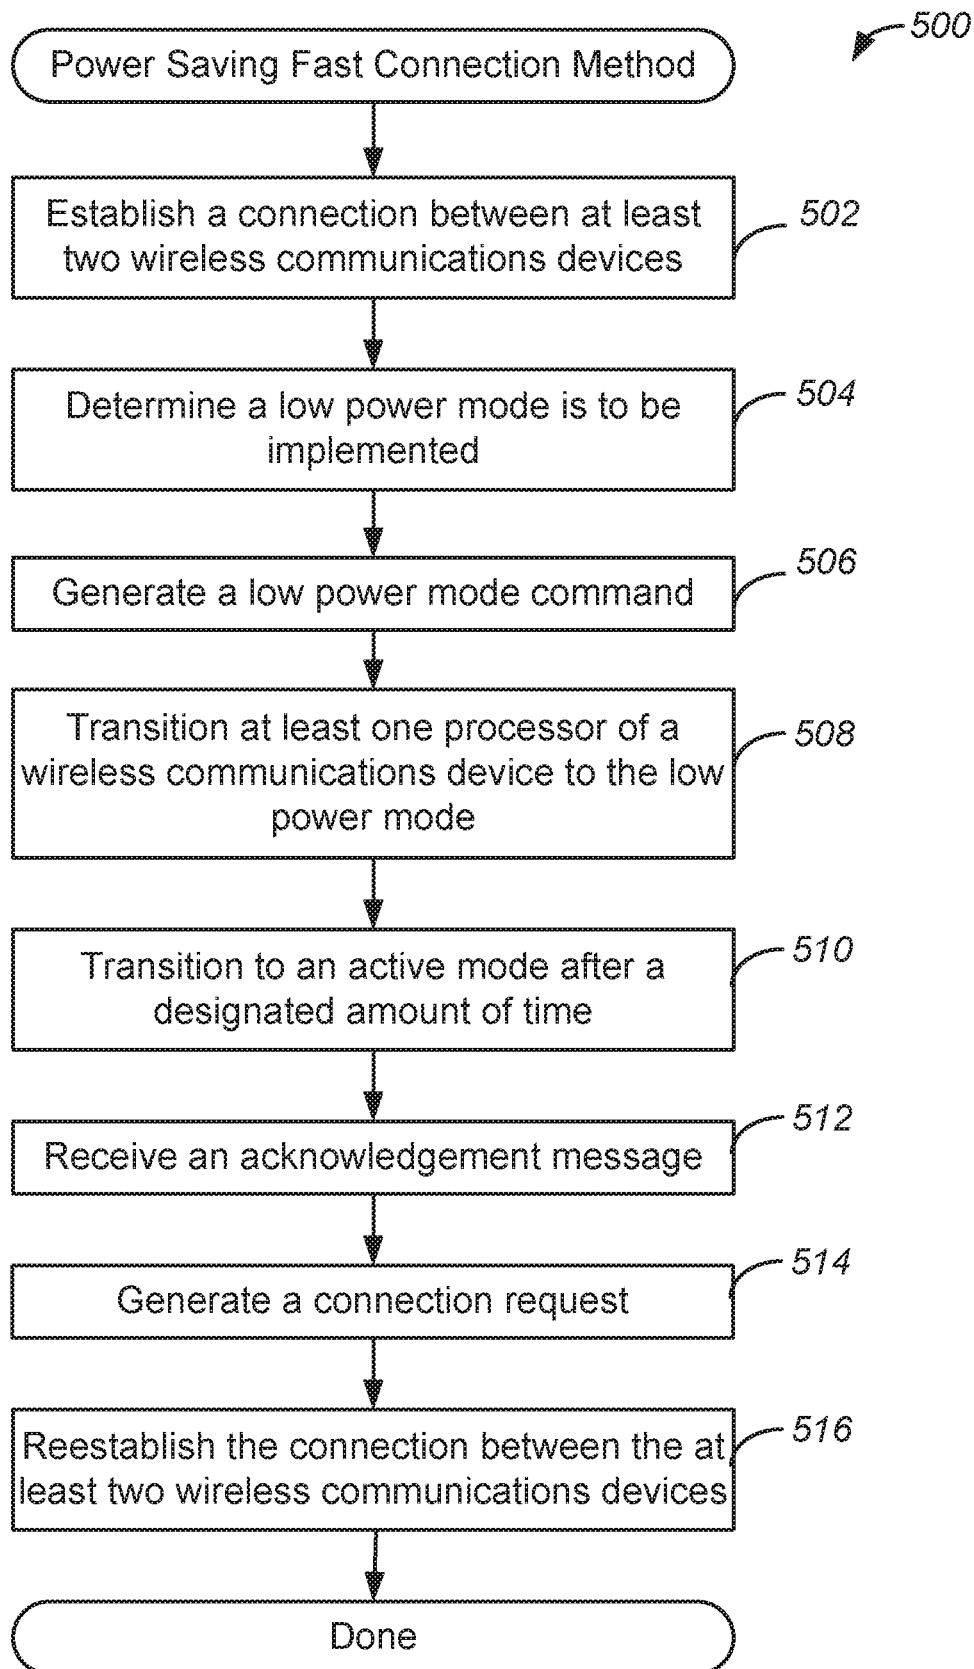 500
Power Saving Fast Connection Method
Establish a connection between at least
two wireless communications devices
502
Determine a low power mode is to be
implemented
504
Generate a low power mode command
506
Transition at least one processor of a
wireless communications device to the low
power mode
508
Transition to an active mode after a
designated amount of time
510
Receive an acknowledgement message
512
Generate a connection request
514
Reestablish the connection between the at
least two wireless communications devices
516
Done